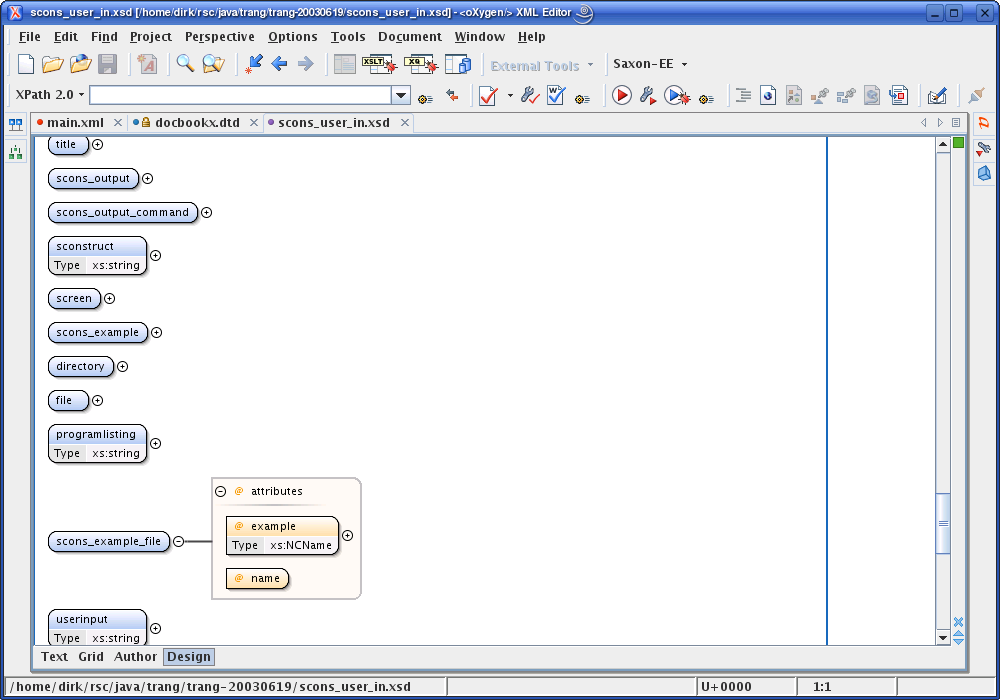 scons_user_in.xsd [/home/dirk/rsc/java/trang/trang-20030619/scons_user_in.xsd] - <oXygen/> XML Editor
File Edit Find Project Perspective Options Tools Document Window Help
XSLT XQ External Tools Saxon-EE
XPath 2.0
main.xml docbookx.dtd scons_user_in.xsd
title
scons_output
scons_output_command
sconstruct
Type xs:string
screen
scons_example
directory
file
programlisting
Type xs:string
@ attributes
@ example
scons_example_file
Type xs:NCName
@ name
userinput
Type xs:string
Text Grid Author Design
/home/dirk/rsc/java/trang/trang-20030619/scons_user_in.xsd U+0000 1:1